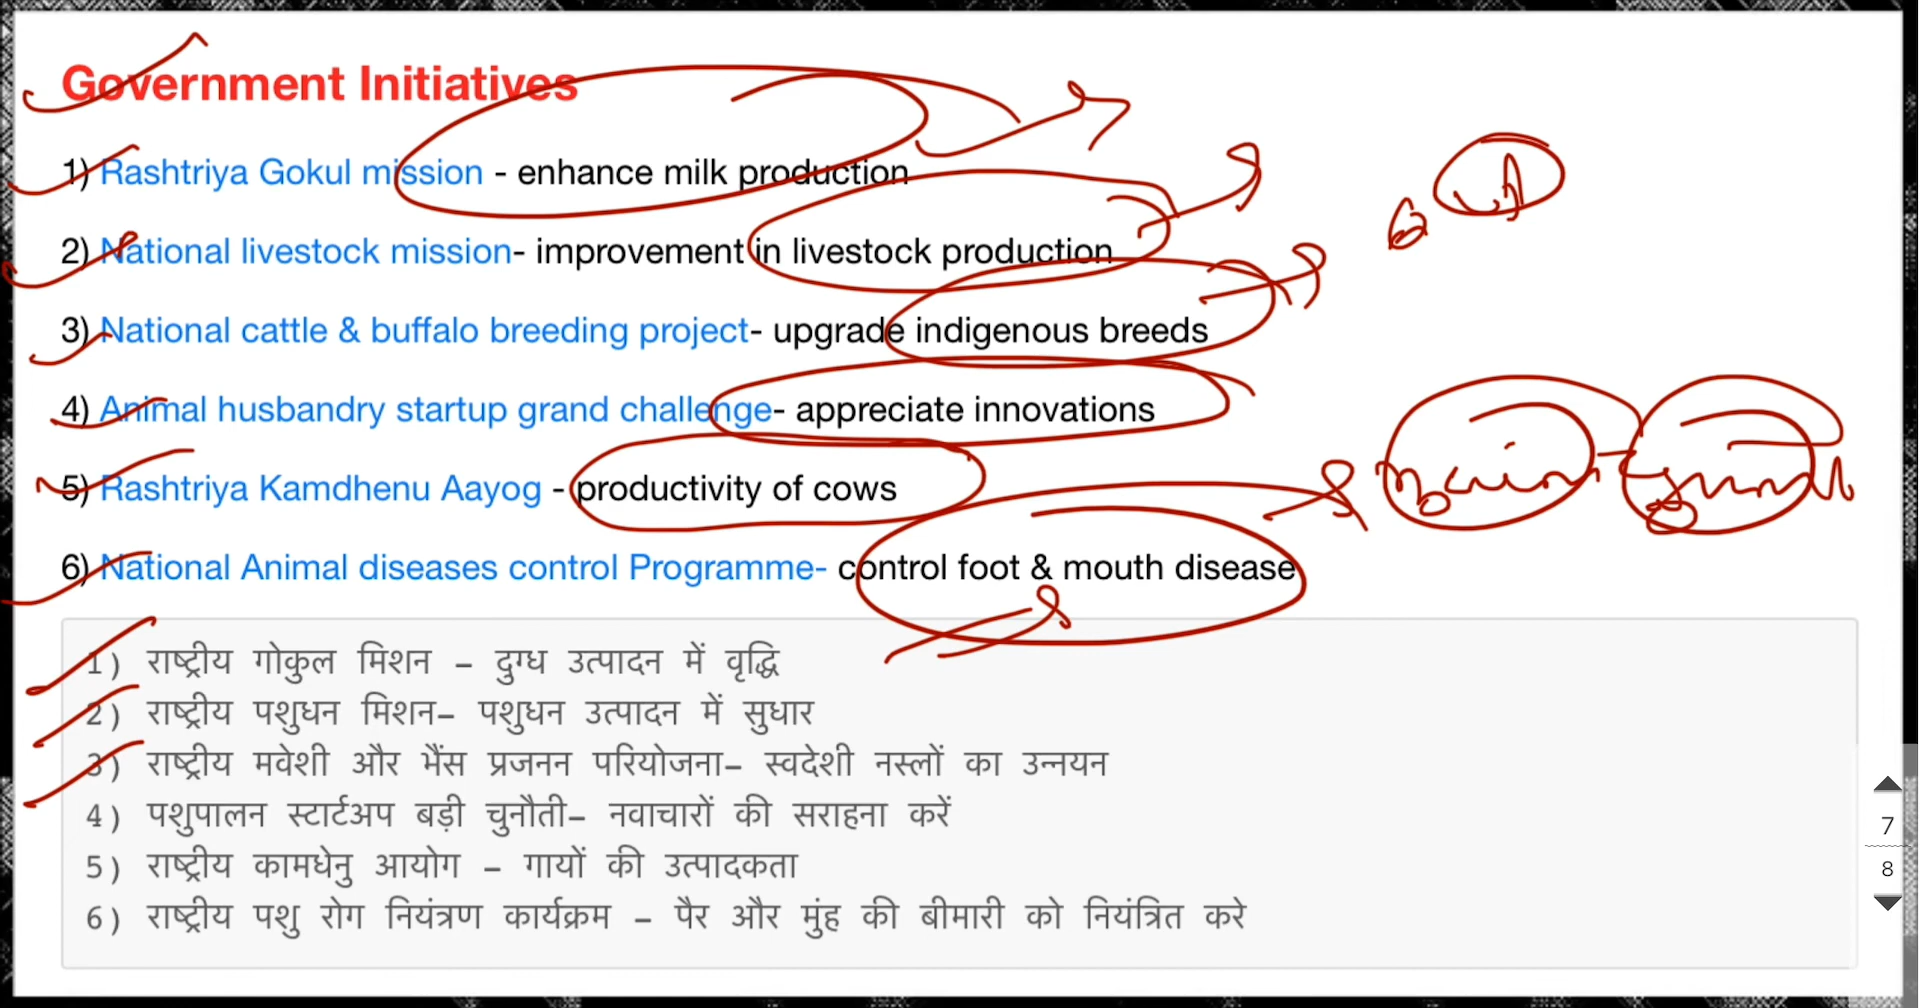 Government Initiatives
1) Rashtriya Gokul mission - enhance milk production
2) National livestock mission- improvement in livestock production
3) National cattle & buffalo breeding project- upgrade indigenous breeds
4) Animal husbandry startup grand challenge- appreciate innovations
5) Rashtriya Kamdhenu Aayog - productivity of cows
6) National Animal diseases control Programme- control foot & mouth disease
1) राष्ट्रीय गोकुल मिशन – दुग्ध उत्पादन में वृद्धि
2) राष्ट्रीय पशुधन मिशन– पशुधन उत्पादन में सुधार
3) राष्ट्रीय मवेशी और भैंस प्रजनन परियोजना– स्वदेशी नस्लों का उन्नयन
4) पशुपालन स्टार्टअप बड़ी चुनौती– नवाचारों की सराहना करें
5) राष्ट्रीय कामधेनु आयोग – गायों की उत्पादकता
6) राष्ट्रीय पशु रोग नियंत्रण कार्यक्रम – पैर और मुंह की बीमारी को नियंत्रित करे
7
8